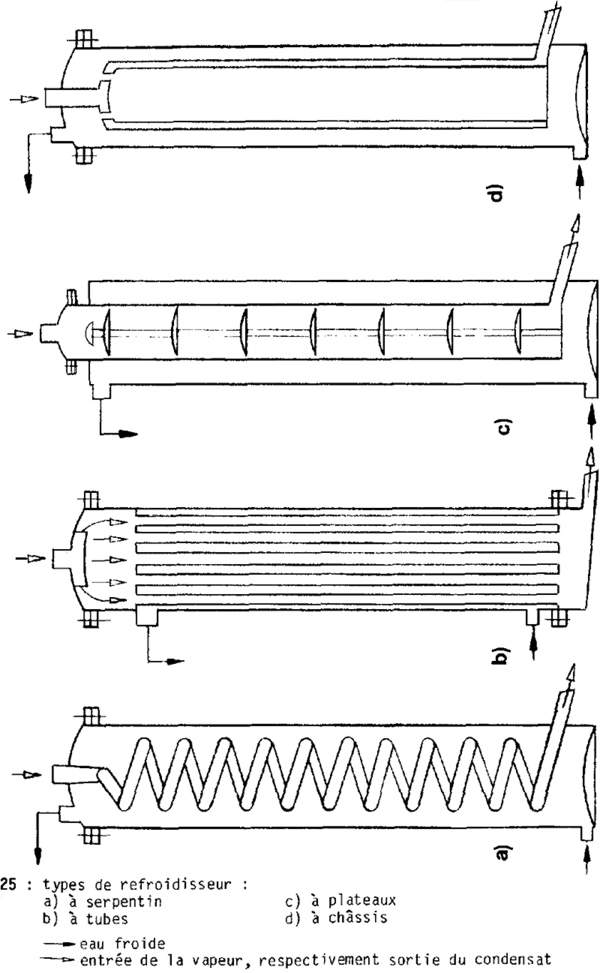 d)
c)
b)
a)
25 : types de refroidisseur :
a) à serpentin
c) à plateaux
b) à tubes
d) à châssis
eau froide
entrée de la vapeur, respectivement sortie du condensat